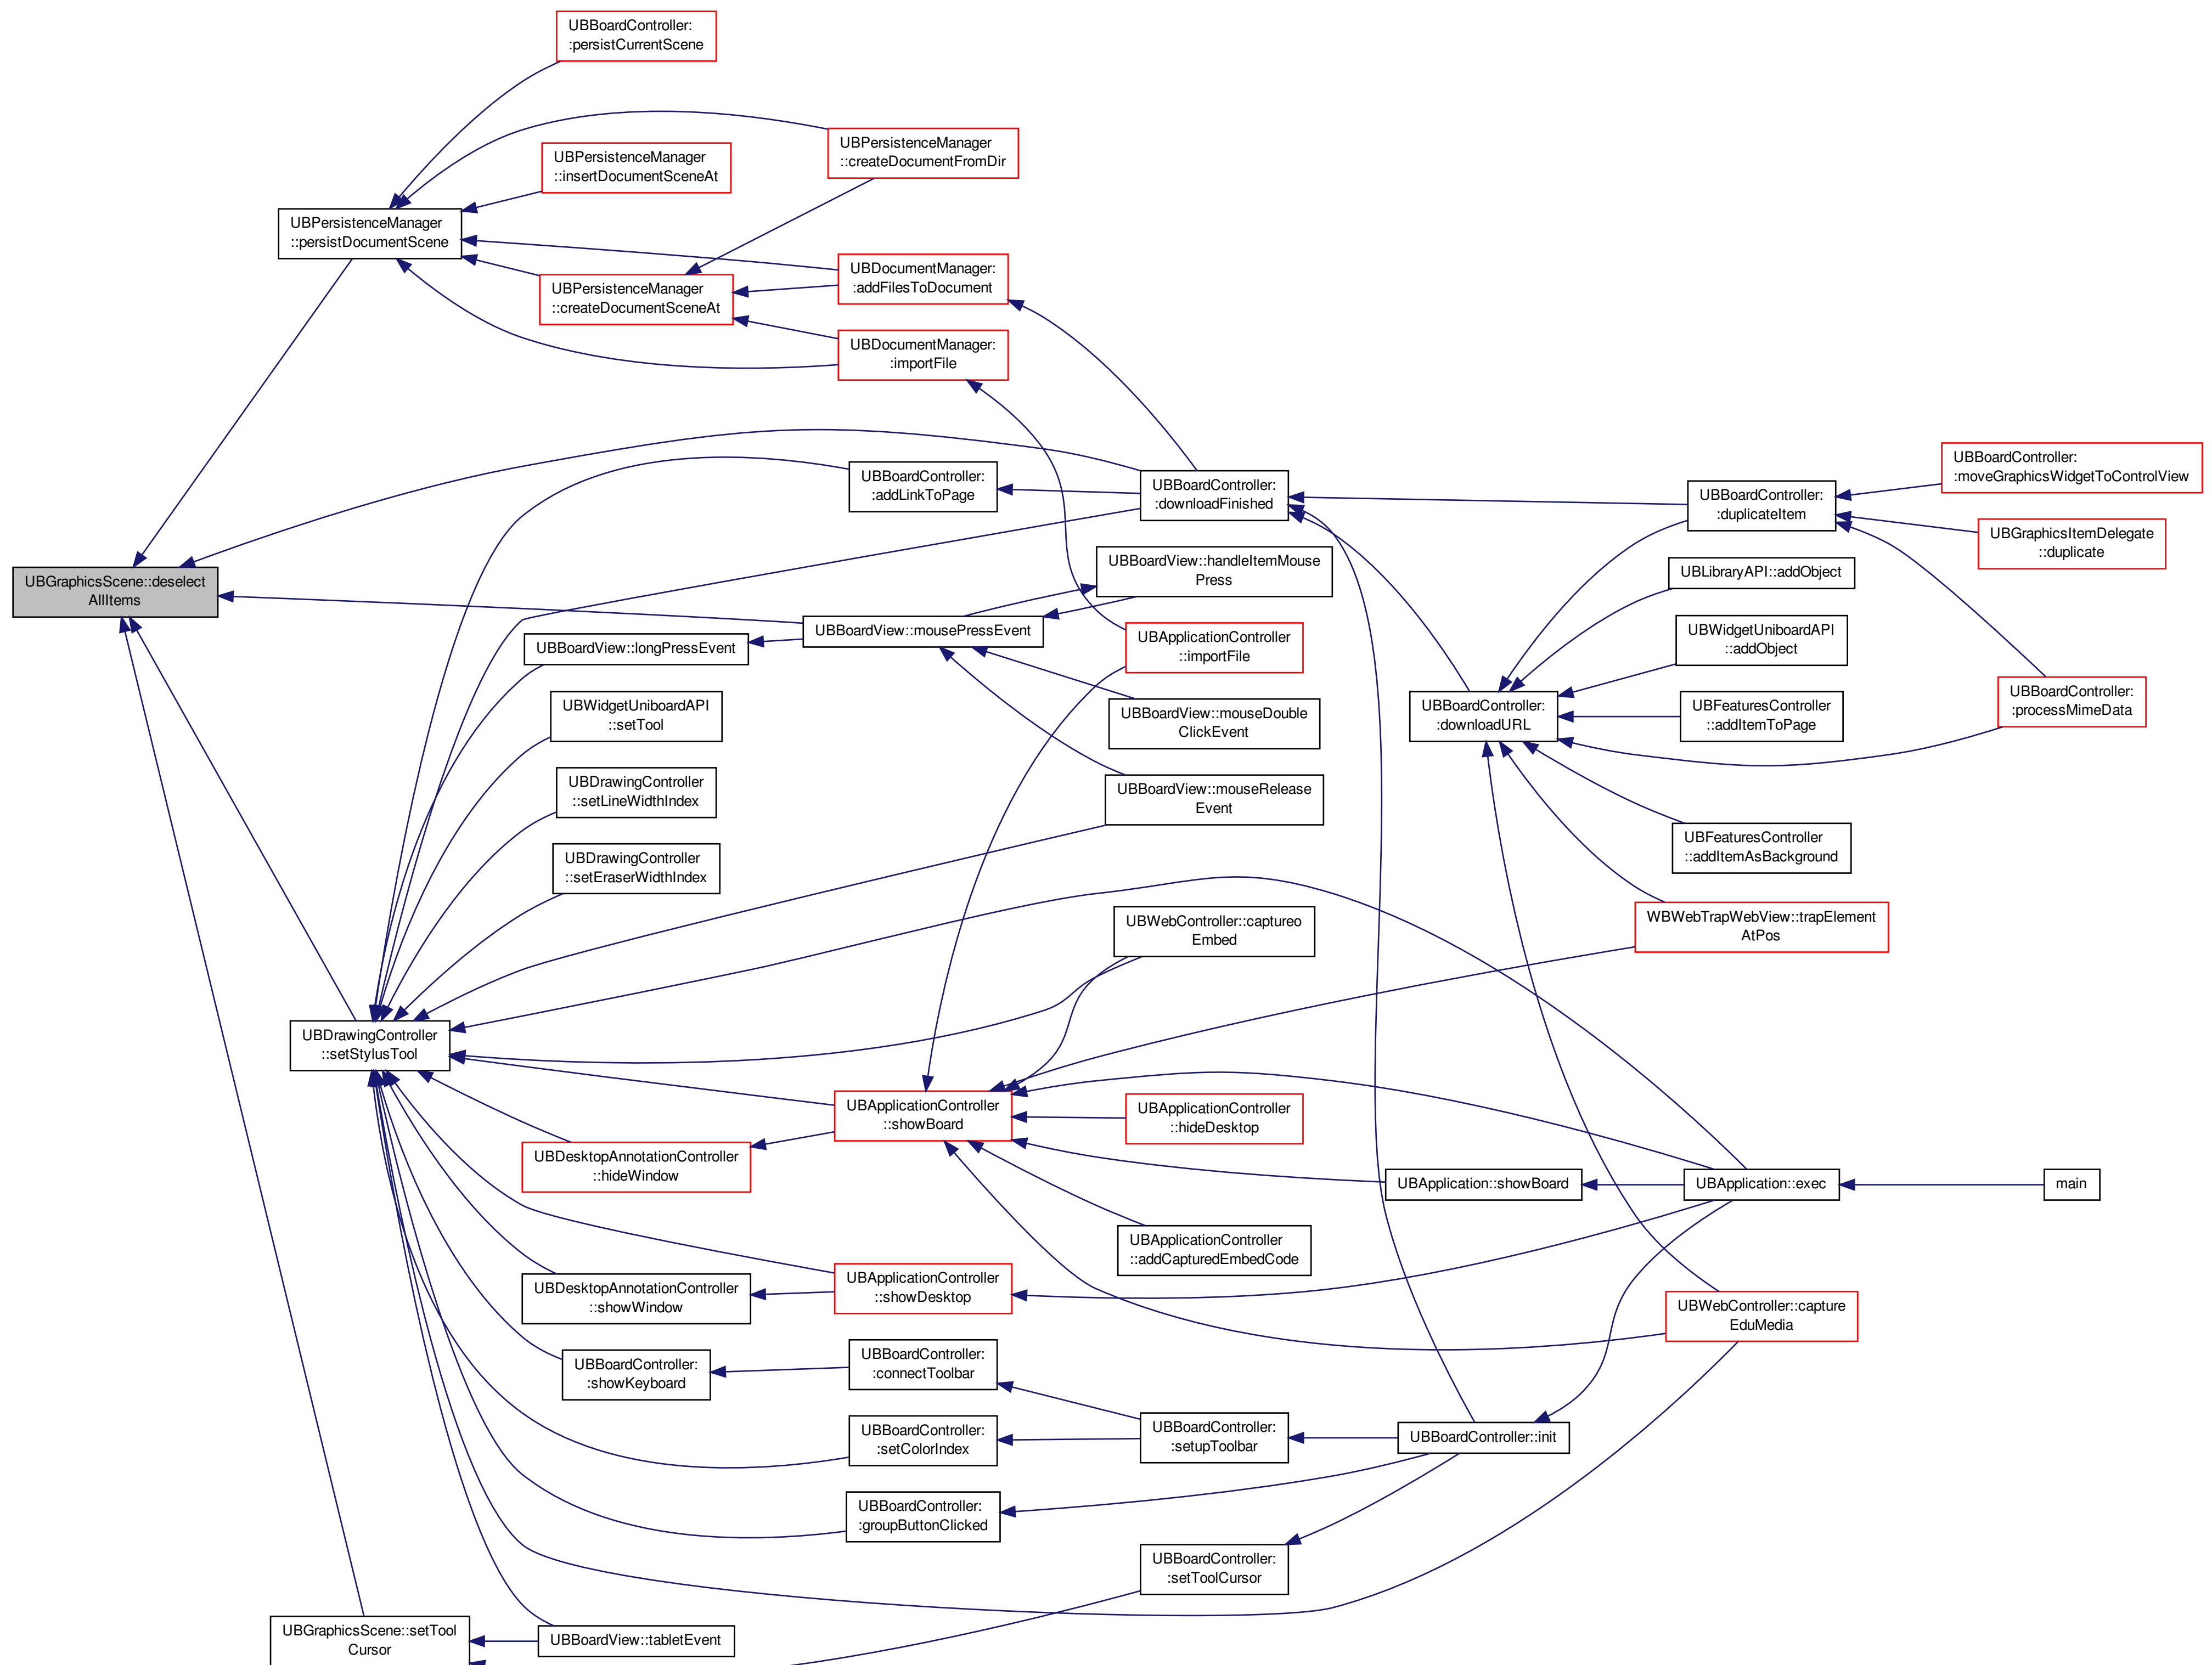 UBBoardController:
:persistCurrentScene
UBPersistenceManager
::createDocumentFromDir
UBPersistenceManager
::insertDocumentSceneAt
UBPersistenceManager
::persistDocumentScene
UBDocumentManager:
:addFilesToDocument
UBPersistenceManager
::createDocumentSceneAt
UBDocumentManager:
:importFile
UBBoardController:
:addLinkToPage
UBBoardController:
:downloadFinished
UBBoardController:
:duplicateItem
UBBoardController:
:moveGraphicsWidgetToControlView
UBGraphicsItemDelegate
::duplicate
UBGraphicsScene::deselect
AllItems
UBBoardView::handleItemMouse
Press
UBLibraryAPI::addObject
UBBoardView::mousePressEvent
UBBoardView::longPressEvent
UBApplicationController
::importFile
UBWidgetUniboardAPI
::addObject
UBWidgetUniboardAPI
::setTool
UBBoardView::mouseDouble
ClickEvent
UBBoardController:
:downloadURL
UBFeaturesController
::addItemToPage
UBBoardController:
:processMimeData
UBDrawingController
::setLineWidthIndex
UBBoardView::mouseRelease
Event
UBDrawingController
::setEraserWidthIndex
UBFeaturesController
::addItemAsBackground
UBWebController::captureo
Embed
WBWebTrapWebView::trapElement
AtPos
UBDrawingController
::setStylusTool
UBApplicationController
::showBoard
UBApplicationController
::hideDesktop
UBDesktopAnnotationController
::hideWindow
UBApplication::showBoard
UBApplication::exec
main
UBApplicationController
::addCapturedEmbedCode
UBDesktopAnnotationController
::showWindow
UBApplicationController
::showDesktop
UBWebController::capture
EduMedia
UBBoardController:
:showKeyboard
UBBoardController:
:connectToolbar
UBBoardController:
:setColorIndex
UBBoardController:
:setupToolbar
UBBoardController::init
UBBoardController:
:groupButtonClicked
UBBoardController:
:setToolCursor
UBGraphicsScene::setTool
Cursor
UBBoardView::tabletEvent